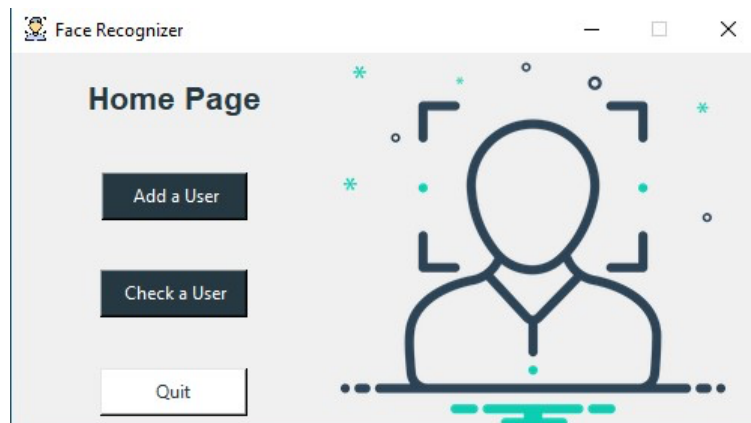 Face Recognizer
Home Page
Add a User
Check a User
Quit